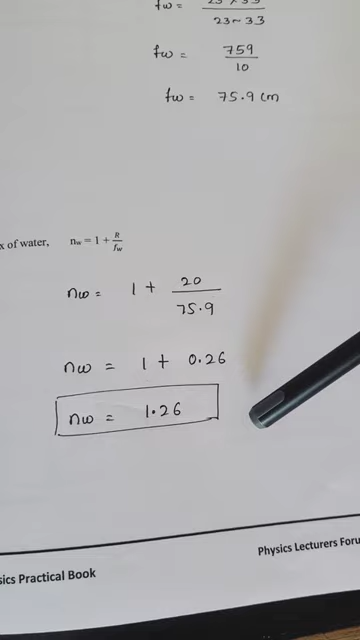 fw =
23 ~ 33
fw = 759
10
fw = 75.9 cm
x of water, nw = 1 + R
fw
nw = 1 + 20
75.9
nw = 1 + 0.26
nw = 1.26
sics Practical Book
Physics Lecturers Foru